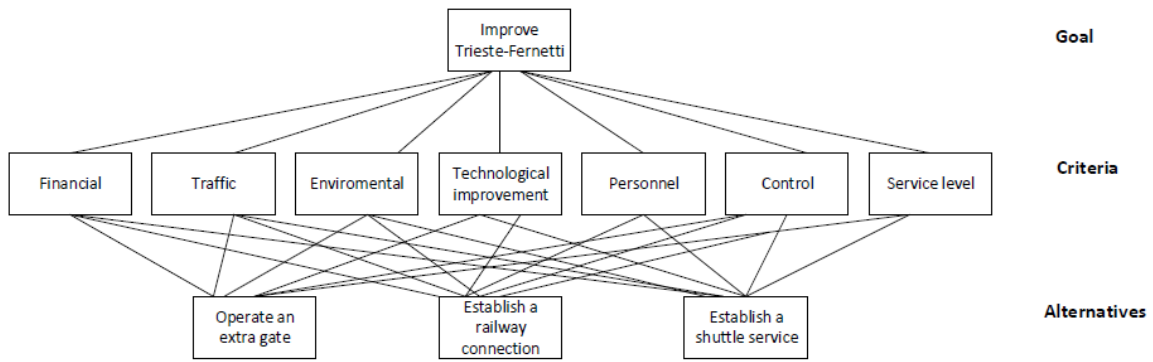 Improve
Trieste-Fernetti
Goal
Financial
Traffic
Enviromental
Technological
improvement
Personnel
Control
Service level
Criteria
Operate an
extra gate
Establish a
railway
connection
Establish a
shuttle service
Alternatives